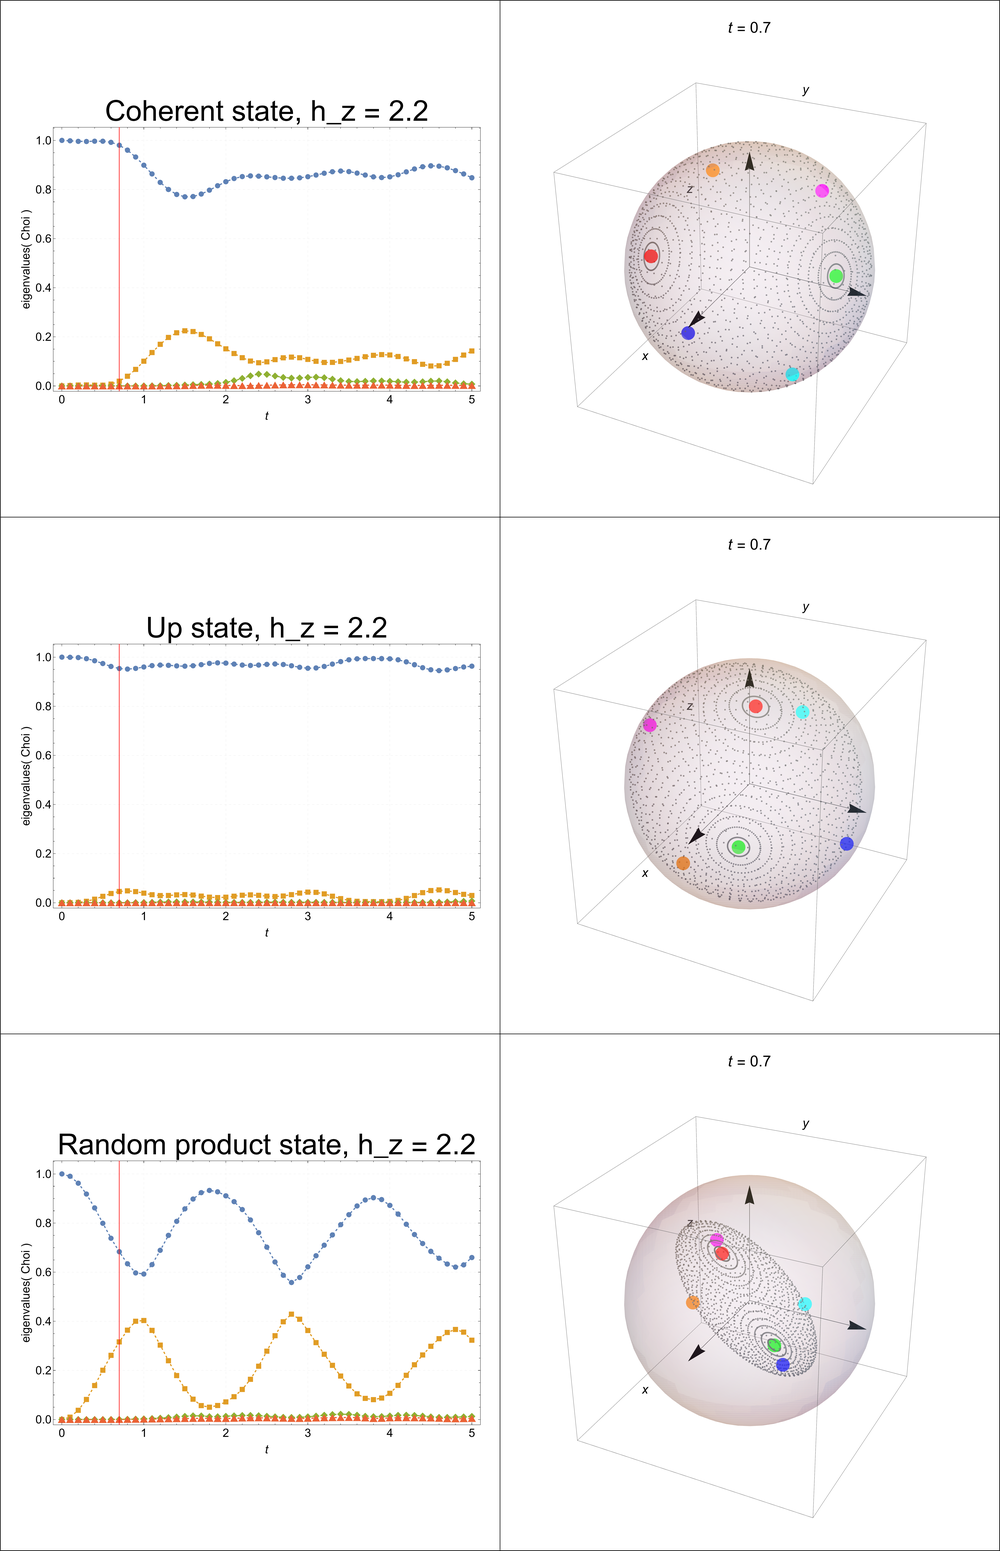 Coherent state, h_z = 2.2
eigenvalues( Choi )
1.0
0.8
0.6
0.4
0.2
0.0
0 1 2 3 4 5
t
t = 0.7
y
z
x
Up state, h_z = 2.2
eigenvalues( Choi )
1.0
0.8
0.6
0.4
0.2
0.0
0 1 2 3 4 5
t
t = 0.7
y
z
x
Random product state, h_z = 2.2
eigenvalues( Choi )
1.0
0.8
0.6
0.4
0.2
0.0
0 1 2 3 4 5
t
t = 0.7
y
z
x